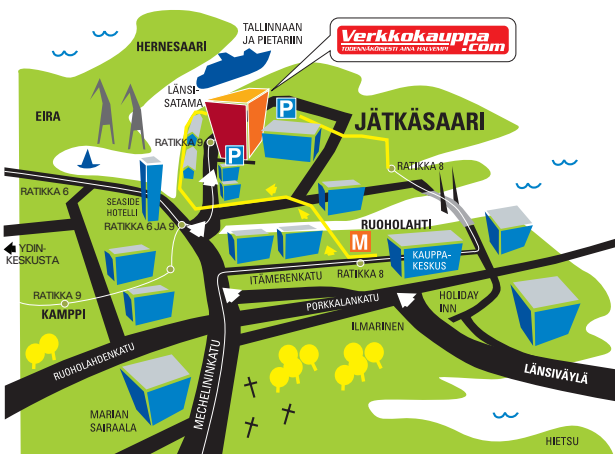 TALLINNAAN
JA PIETARIIN
Verkkokauppa
.com
TODENNÄKÖISESTI AINA HALVEMPI
HERNESAARI
LÄNSI-
SATAMA
P
EIRA
JÄTKÄSAARI
RATIKKA 9
P
RATIKKA 8
RATIKKA 6
SEASIDE
HOTELLI
RATIKKA 6 JA 9
RUOHOLAHTI
M
YDIN-
KESKUSTA
KAUPPA-
KESKUS
RATIKKA 8
ITÄMERENKATU
RATIKKA 9
KAMPPI
PORKKALANKATU
HOLIDAY
INN
ILMARINEN
RUOHOLAHDENKATU
MECHELININKATU
LÄNSIVÄYLÄ
MARIAN
SAIRAALA
HIETSU